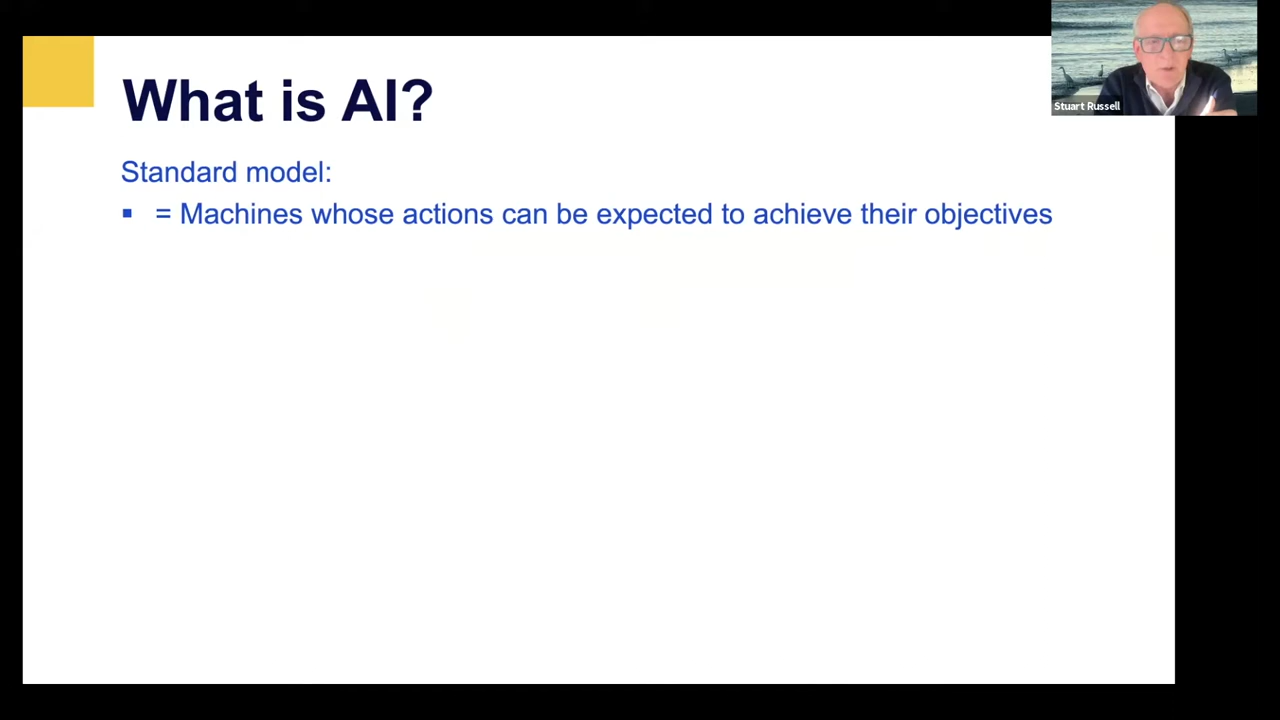 What is AI?
Standard model:
▪ = Machines whose actions can be expected to achieve their objectives
Stuart Russell